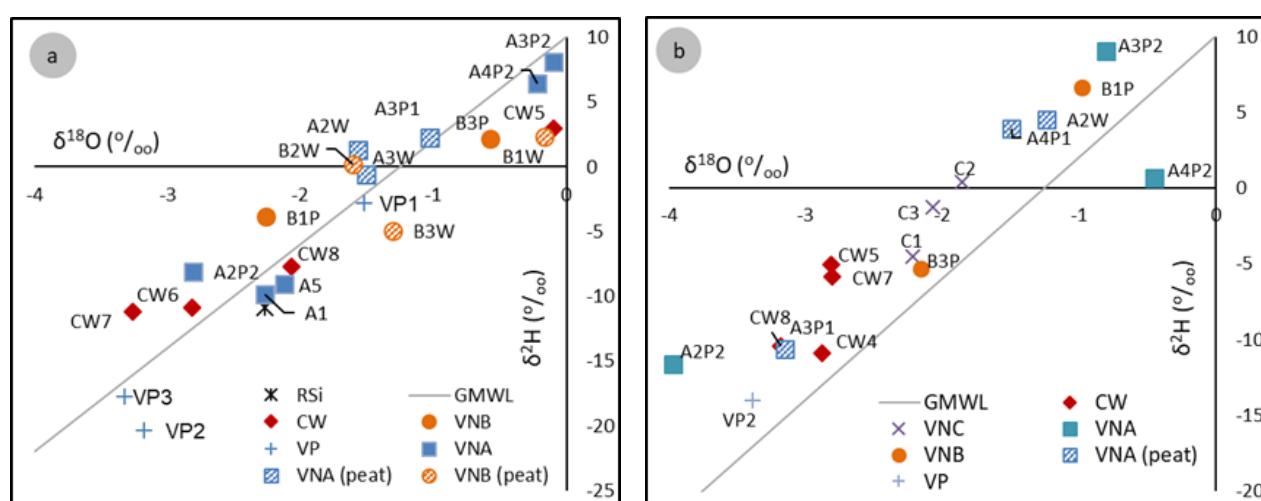 a
A3P2
10
A4P2
A3P1
CW5
5
δ18O (o/oo)
A2W
B3P
B2W
A3W
B1W
0
-4
-3
-2
-1
0
VP1
B1P
B3W
-5
CW8
A2P2
A5
CW6
-10
CW7
A1
δ2H (o/oo)
-15
VP3
RSi
GMWL
VP2
CW
VNB
-20
VP
VNA
VNA (peat)
VNB (peat)
-25
b
10
A3P2
B1P
5
A2W
δ18O (o/oo)
A4P1
C2
A4P2
0
-4
-3
-2
-1
0
C3
C1
B3P
-5
CW5
CW7
CW8
A3P1
CW4
-10
A2P2
δ2H (o/oo)
VP2
GMWL
CW
-15
VNC
VNA
VNB
VNA (peat)
VP
-20